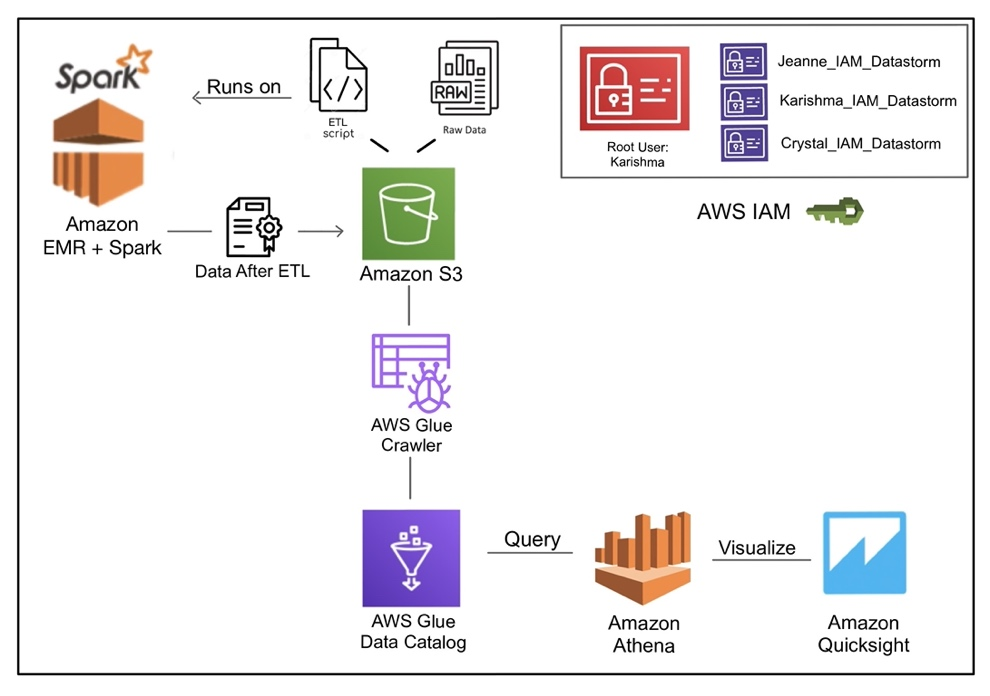 Spark
Runs on
ETL
script
RAW
Raw Data
Root User:
Karishma
Jeanne_IAM_Datastorm
Karishma_IAM_Datastorm
Crystal_IAM_Datastorm
AWS IAM
Amazon
EMR + Spark
Data After ETL
Amazon S3
AWS Glue
Crawler
AWS Glue
Data Catalog
Query
Amazon
Athena
Visualize
Amazon
Quicksight